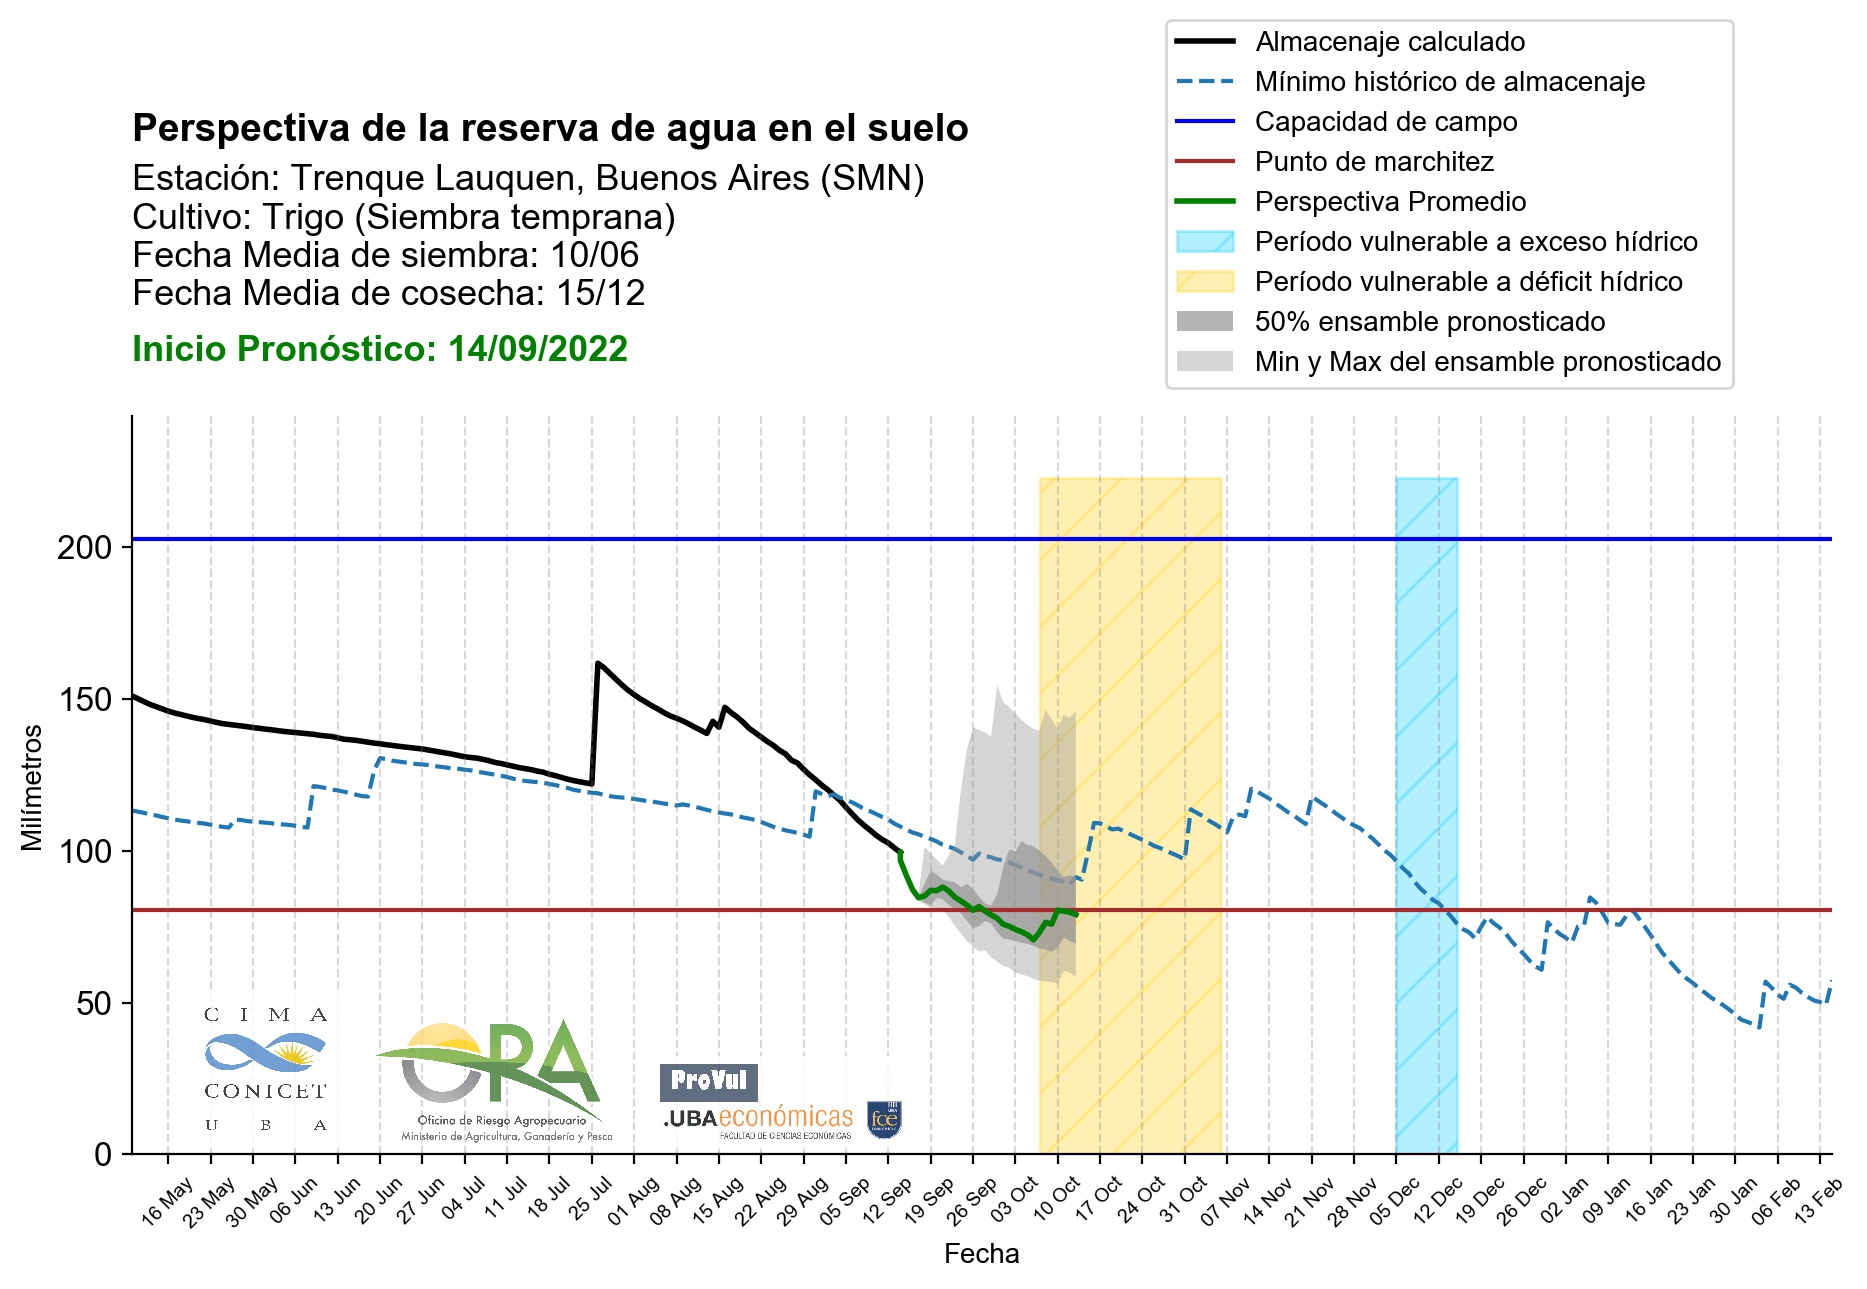 Almacenaje calculado
Mínimo histórico de almacenaje
Capacidad de campo
Punto de marchitez
Perspectiva Promedio
Período vulnerable a exceso hídrico
Período vulnerable a déficit hídrico
50% ensamble pronosticado
Min y Max del ensamble pronosticado
Perspectiva de la reserva de agua en el suelo
Estación: Trenque Lauquen, Buenos Aires (SMN)
Cultivo: Trigo (Siembra temprana)
Fecha Media de siembra: 10/06
Fecha Media de cosecha: 15/12
Inicio Pronóstico: 14/09/2022
Milímetros
200
150
100
50
0
CIMA
CONICET
UBA
ORA
Oficina de Riesgo Agropecuario
Ministerio de Agricultura, Ganadería y Pesca
ProVul
.UBAeconómicas
FACULTAD DE CIENCIAS ECONÓMICAS
UBA
fce
16 May
23 May
30 May
06 Jun
13 Jun
20 Jun
27 Jun
04 Jul
11 Jul
18 Jul
25 Jul
01 Aug
08 Aug
15 Aug
22 Aug
29 Aug
05 Sep
12 Sep
19 Sep
26 Sep
03 Oct
10 Oct
17 Oct
24 Oct
31 Oct
07 Nov
14 Nov
21 Nov
28 Nov
05 Dec
12 Dec
19 Dec
26 Dec
02 Jan
09 Jan
16 Jan
23 Jan
30 Jan
06 Feb
13 Feb
Fecha